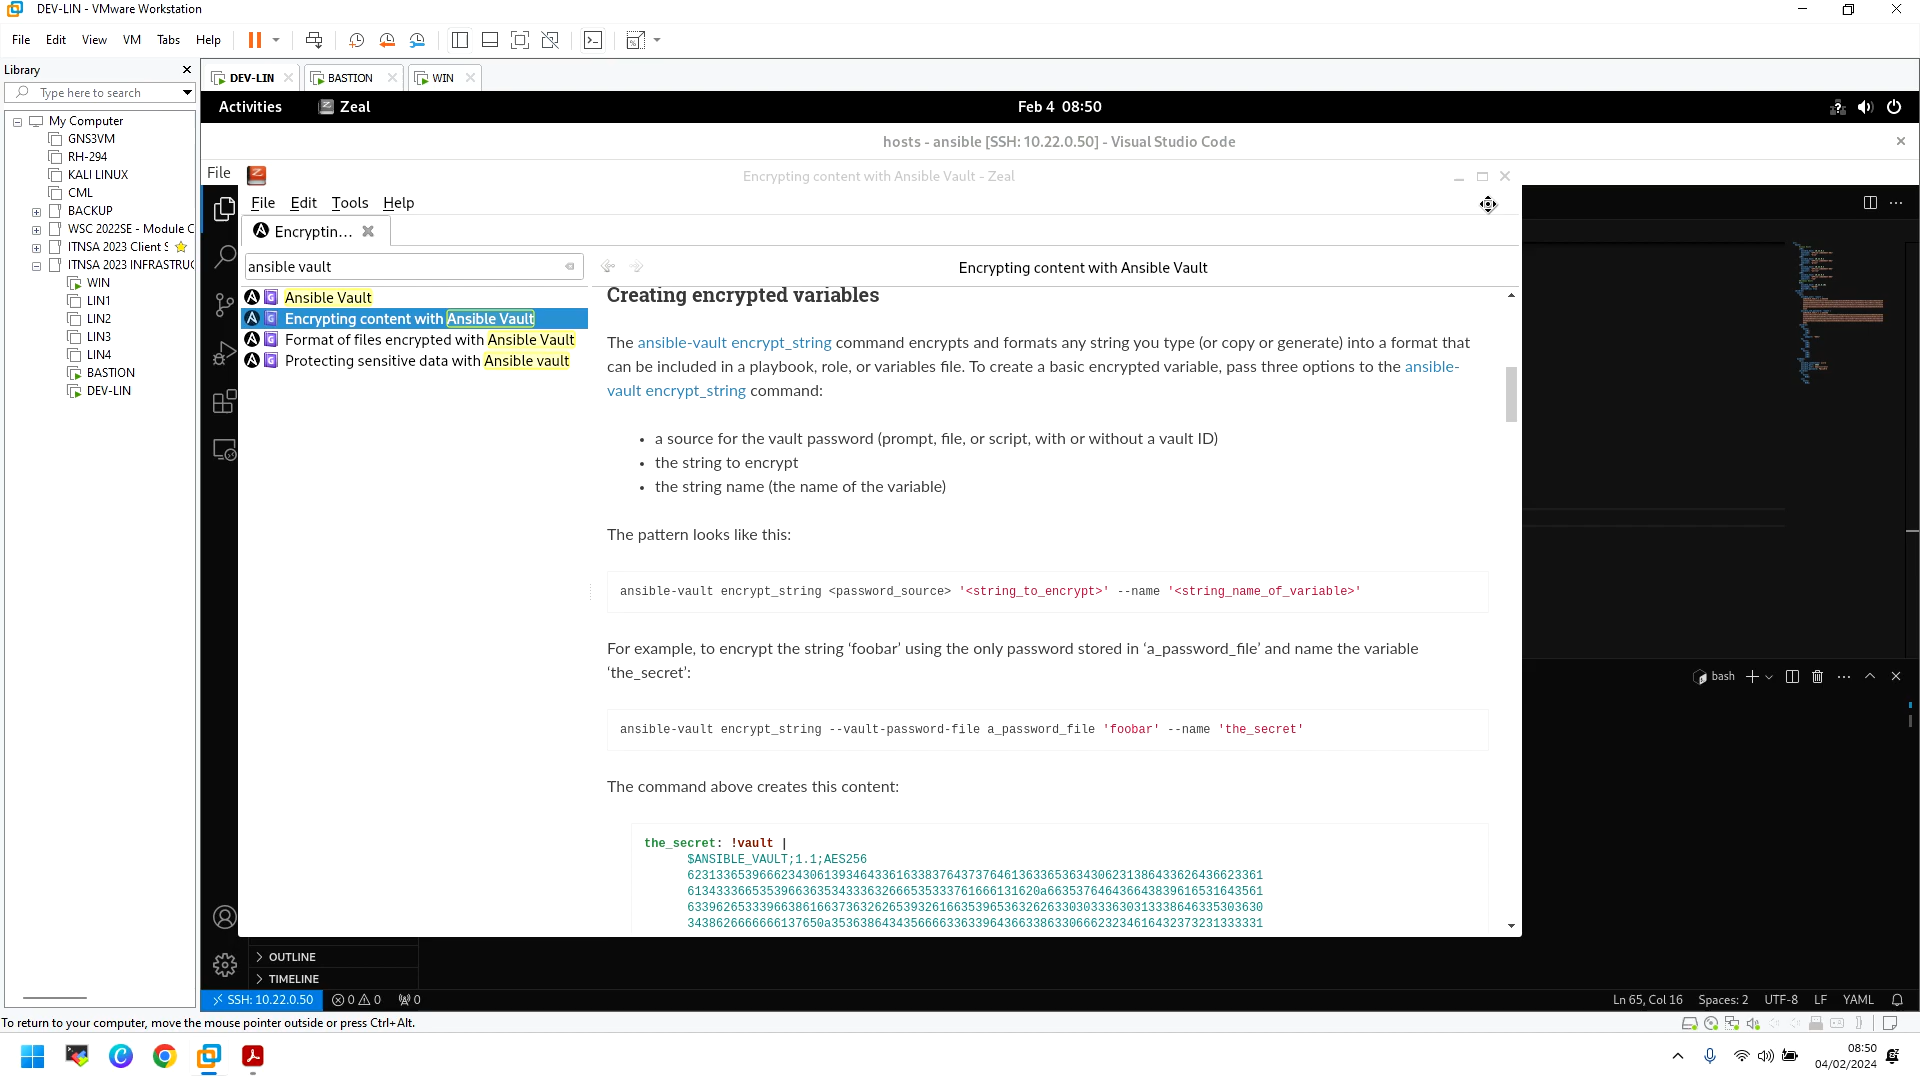 DEV-LIN - VMware Workstation
File Edit View VM Tabs Help
Library
Type here to search
My Computer
GNS3VM
RH-294
KALI LINUX
CML
BACKUP
WSC 2022SE - Module C
ITNSA 2023 Client S
ITNSA 2023 INFRASTRUC
WIN
LIN1
LIN2
LIN3
LIN4
BASTION
DEV-LIN
DEV-LIN BASTION WIN
Activities Zeal Feb 4 08:50
hosts - ansible [SSH: 10.22.0.50] - Visual Studio Code
File
Encrypting content with Ansible Vault - Zeal
File Edit Tools Help
Encryptin...
ansible vault
Encrypting content with Ansible Vault
Ansible Vault
Encrypting content with Ansible Vault
Format of files encrypted with Ansible Vault
Protecting sensitive data with Ansible vault
Creating encrypted variables
The ansible-vault encrypt_string command encrypts and formats any string you type (or copy or generate) into a format that
can be included in a playbook, role, or variables file. To create a basic encrypted variable, pass three options to the ansible-
vault encrypt_string command:
• a source for the vault password (prompt, file, or script, with or without a vault ID)
• the string to encrypt
• the string name (the name of the variable)
The pattern looks like this:
ansible-vault encrypt_string <password_source> '<string_to_encrypt>' --name '<string_name_of_variable>'
For example, to encrypt the string ‘foobar’ using the only password stored in ‘a_password_file’ and name the variable
‘the_secret’:
ansible-vault encrypt_string --vault-password-file a_password_file 'foobar' --name 'the_secret'
The command above creates this content:
the_secret: !vault |
$ANSIBLE_VAULT;1.1;AES256
bash
OUTLINE
TIMELINE
SSH: 10.22.0.50 0 0 0
Ln 65, Col 16 Spaces: 2 UTF-8 LF YAML
To return to your computer, move the mouse pointer outside or press Ctrl+Alt.
08:50
04/02/2024